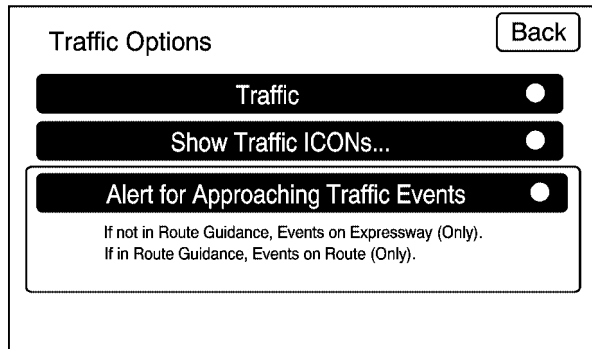 Traffic Options
Back
Traffic
Show Traffic ICONs...
Alert for Approaching Traffic Events
If not in Route Guidance, Events on Expressway (Only).
If in Route Guidance, Events on Route (Only).